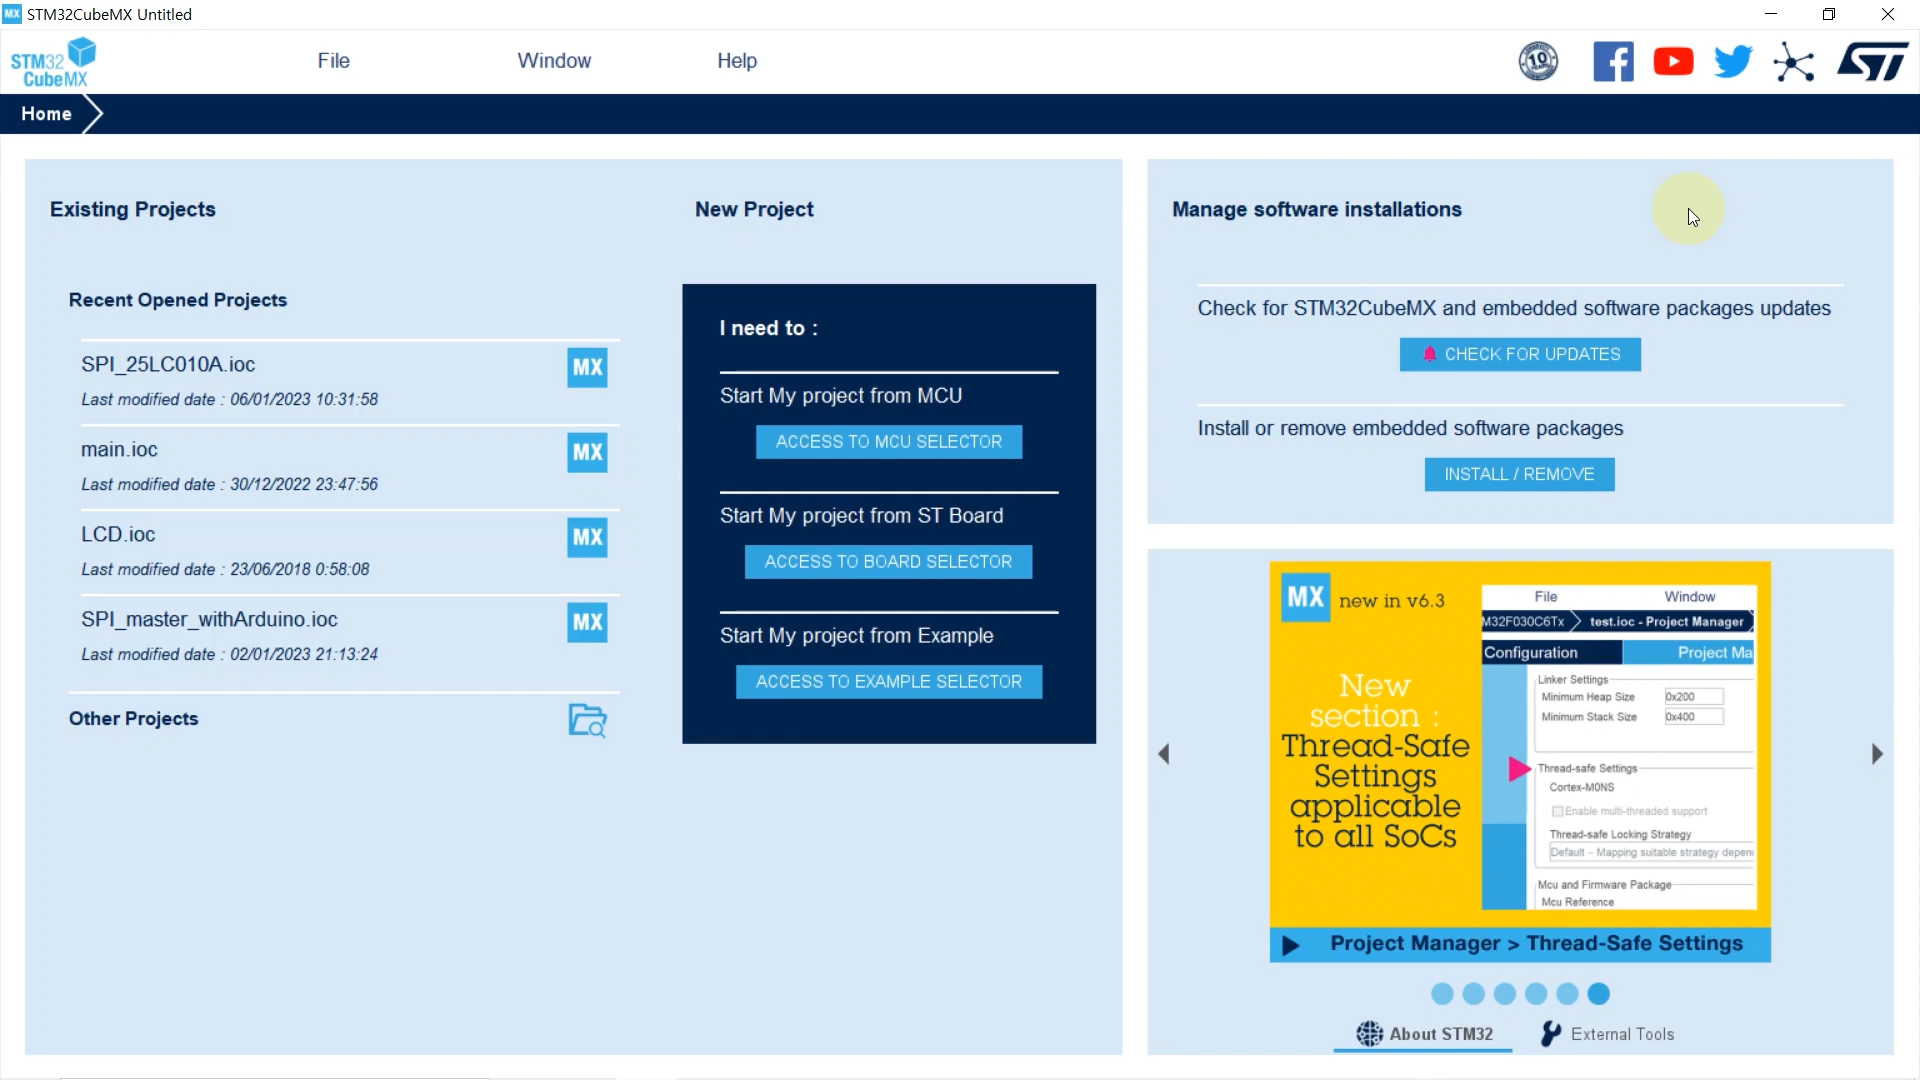 MX STM32CubeMX Untitled
STM32
CubeMX
File
Window
Help
10
Home
Existing Projects
Recent Opened Projects
SPI_25LC010A.ioc
MX
Last modified date : 06/01/2023 10:31:58
main.ioc
MX
Last modified date : 30/12/2022 23:47:56
LCD.ioc
MX
Last modified date : 23/06/2018 0:58:08
SPI_master_withArduino.ioc
MX
Last modified date : 02/01/2023 21:13:24
Other Projects
New Project
I need to :
Start My project from MCU
ACCESS TO MCU SELECTOR
Start My project from ST Board
ACCESS TO BOARD SELECTOR
Start My project from Example
ACCESS TO EXAMPLE SELECTOR
Manage software installations
Check for STM32CubeMX and embedded software packages updates
CHECK FOR UPDATES
Install or remove embedded software packages
INSTALL / REMOVE
MX new in v6.3
New
section :
Thread-Safe
Settings
applicable
to all SoCs
File
Window
M32F030C6Tx
test.ioc - Project Manager
Configuration
Project Ma
Linker Settings
Minimum Heap Size 0x200
Minimum Stack Size 0x400
Thread-safe Settings
Cortex-M0NS
Enable multi-threaded support
Thread-safe Locking Strategy
Default – Mapping suitable strategy depen
Mcu and Firmware Package
Mcu Reference
Project Manager > Thread-Safe Settings
About STM32
External Tools